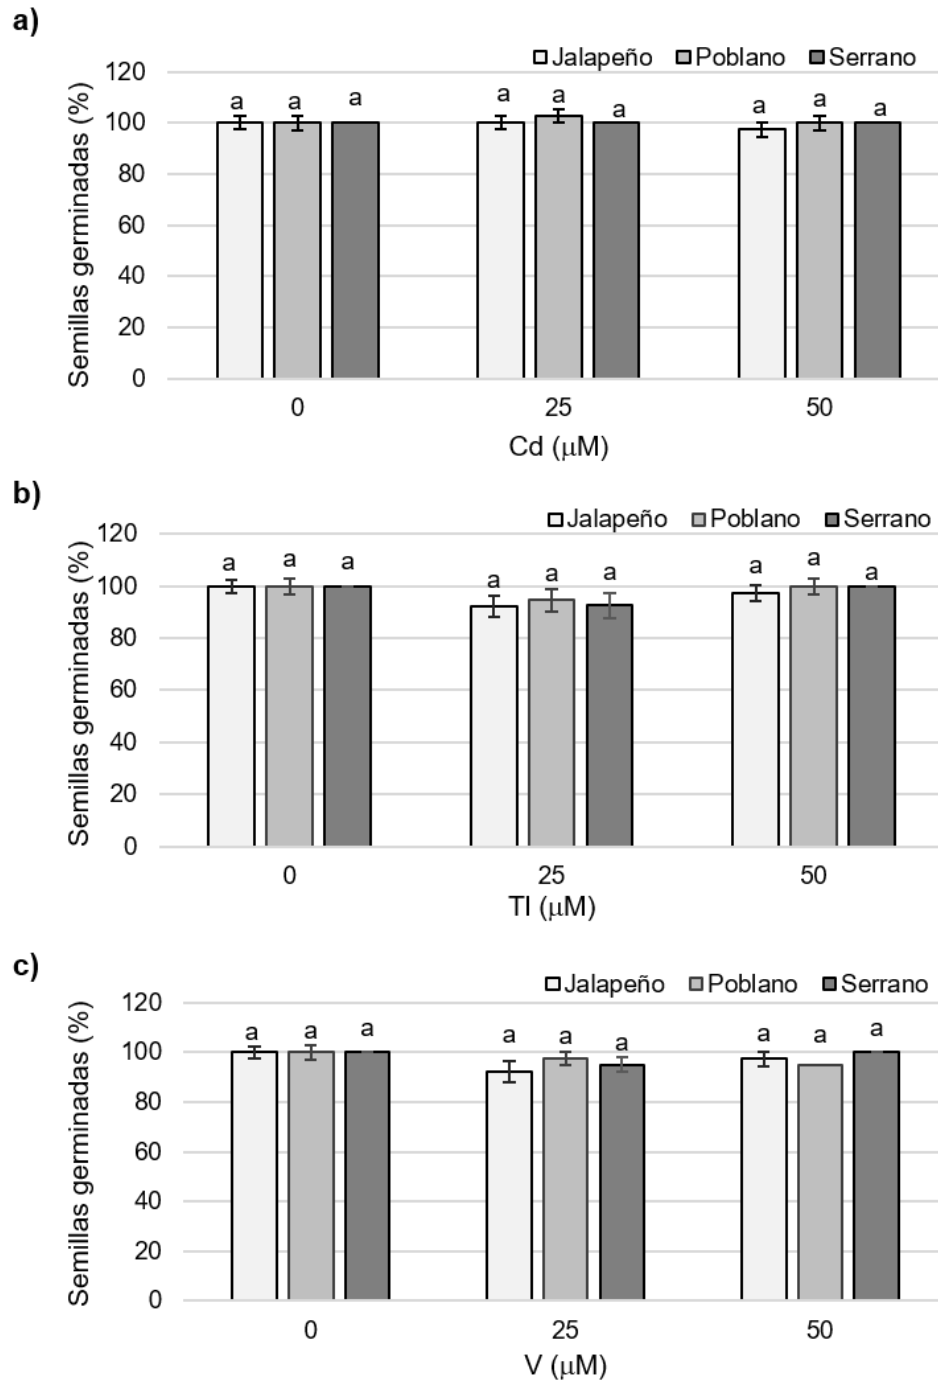 a)
Jalapeño Poblano Serrano
Semillas germinadas (%)
120
100
80
60
40
20
0
a a a a a a a a a
0 25 50
Cd (μM)
b)
Jalapeño Poblano Serrano
Semillas germinadas (%)
120
100
80
60
40
20
0
a a a a a a a a a
0 25 50
Tl (μM)
c)
Jalapeño Poblano Serrano
Semillas germinadas (%)
120
100
80
60
40
20
0
a a a a a a a a a
0 25 50
V (μM)